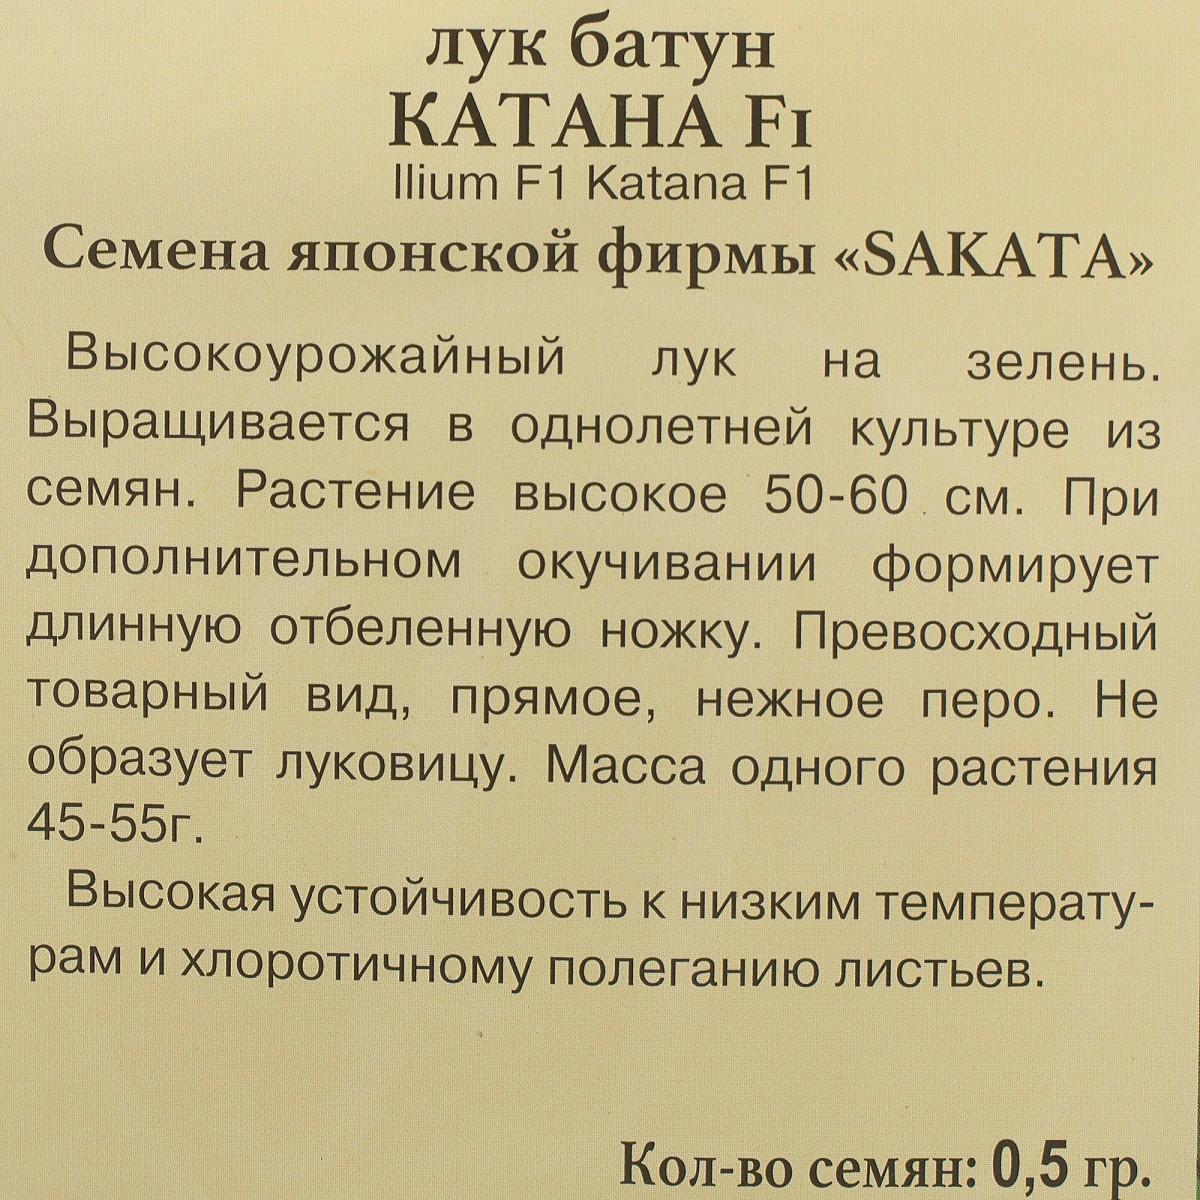 лук батун
КАТАНА F1
llium F1 Katana F1
Семена японской фирмы «SAKATA»
Высокоурожайный лук на зелень.
Выращивается в однолетней культуре из
семян. Растение высокое 50-60 см. При
дополнительном окучивании формирует
длинную отбеленную ножку. Превосходный
товарный вид, прямое, нежное перо. Не
образует луковицу. Масса одного растения
45-55г.
Высокая устойчивость к низким температу-
рам и хлоротичному полеганию листьев.
Кол-во семян: 0,5 гр.